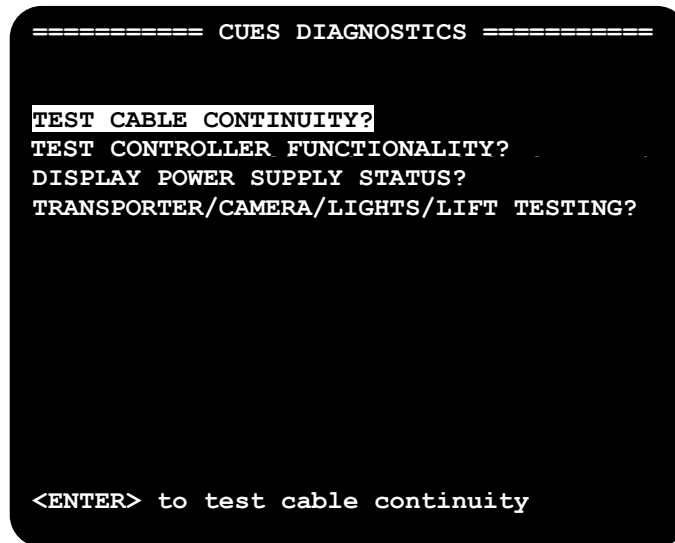 =========== CUES DIAGNOSTICS ===========
TEST CABLE CONTINUITY?
TEST CONTROLLER FUNCTIONALITY?
DISPLAY POWER SUPPLY STATUS?
TRANSPORTER/CAMERA/LIGHTS/LIFT TESTING?
<ENTER> to test cable continuity